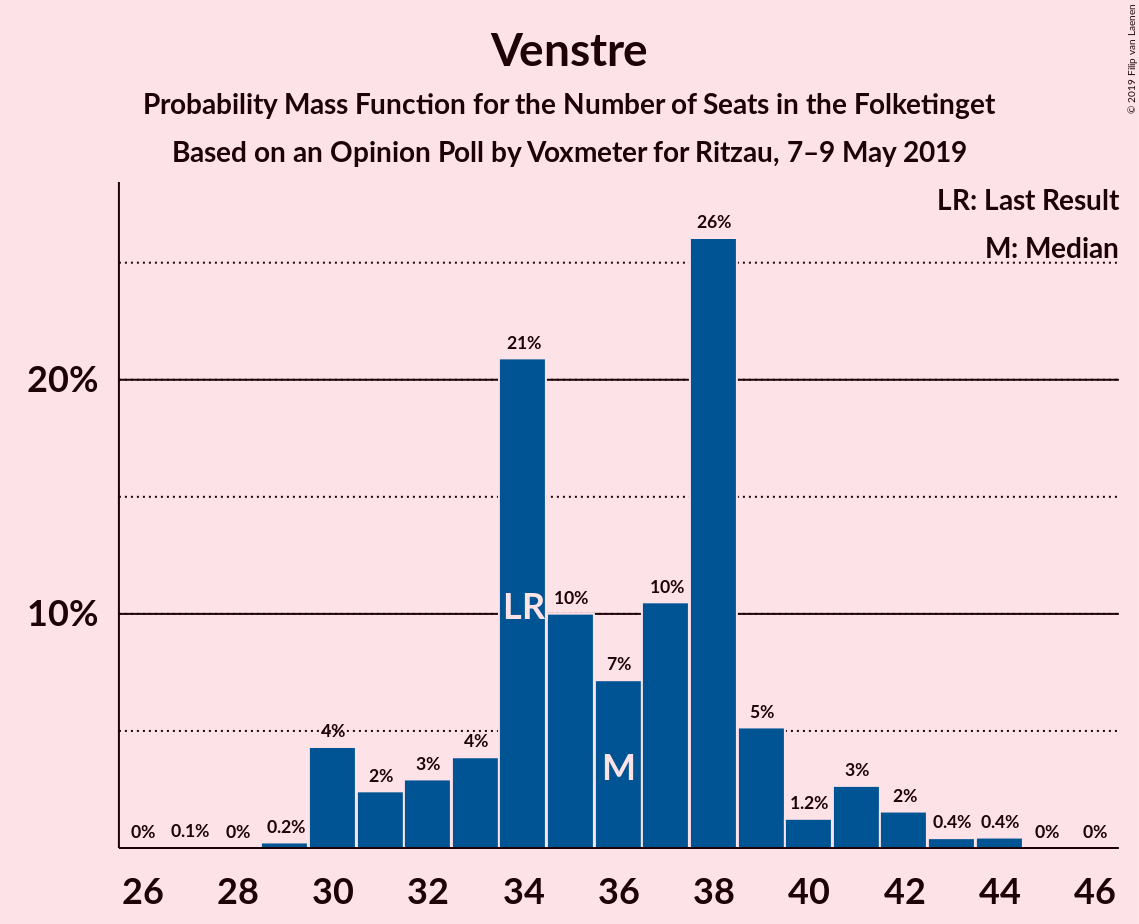 Venstre
Probability Mass Function for the Number of Seats in the Folketinget
Based on an Opinion Poll by Voxmeter for Ritzau, 7–9 May 2019
© 2019 Filip van Laenen
LR: Last Result
M: Median
20%
10%
0%
0.1%
0%
0.2%
4%
2%
3%
4%
21%
10%
7%
10%
26%
5%
1.2%
3%
2%
0.4%
0.4%
0%
0%
LR
M
26 28 30 32 34 36 38 40 42 44 46